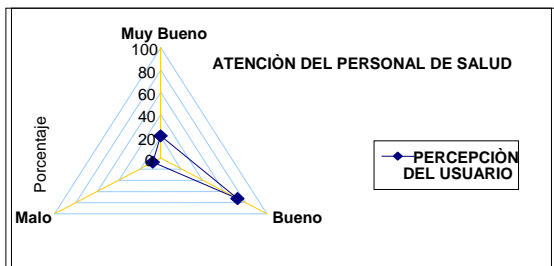 Muy Bueno
100
80
60
40
20
0
ATENCIÒN DEL PERSONAL DE SALUD
Porcentaje
PERCEPCIÒN
DEL USUARIO
Malo
Bueno